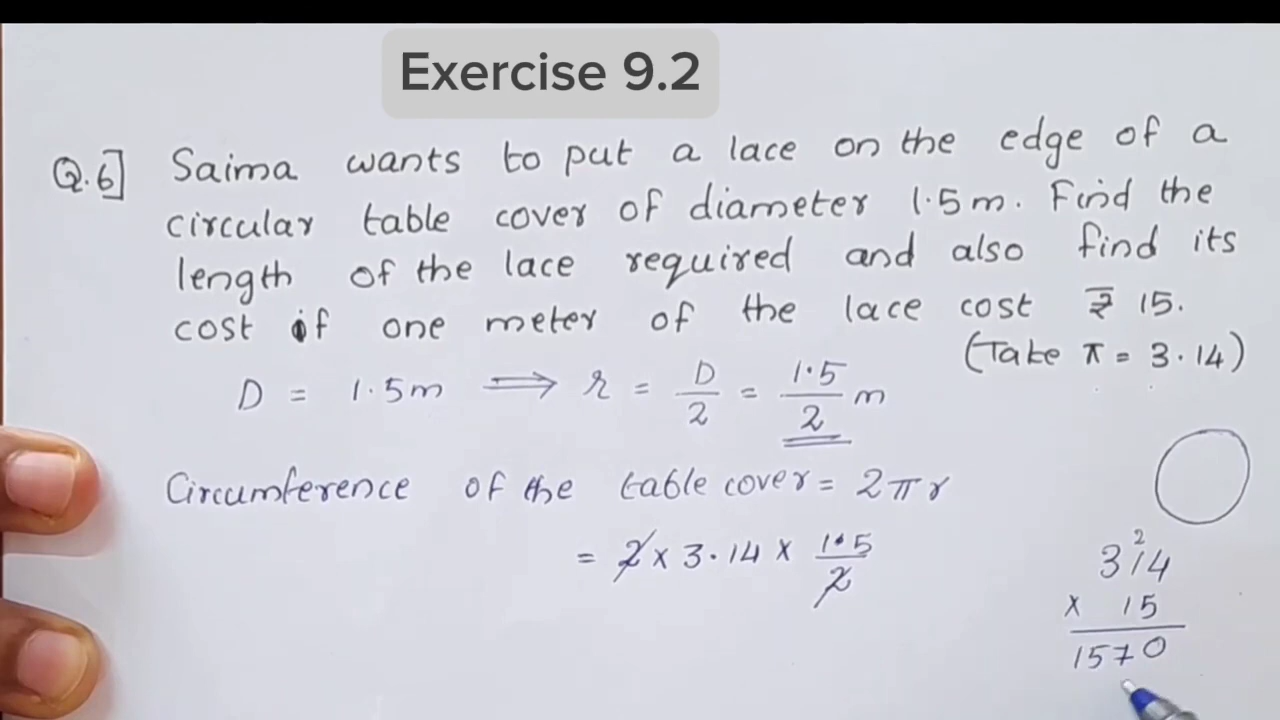 Exercise 9.2
Q.6] Saima wants to put a lace on the edge of a
circular table cover of diameter 1.5m. Find the
length of the lace required and also find its
cost if one meter of the lace cost ₹ 15.
(Take π = 3.14)
D = 1.5m ⟹ r = D/2 = 1.5/2 m
Circumference of the table cover = 2πr
= 2 x 3.14 x 1.5/2
2
314
x 15
1570